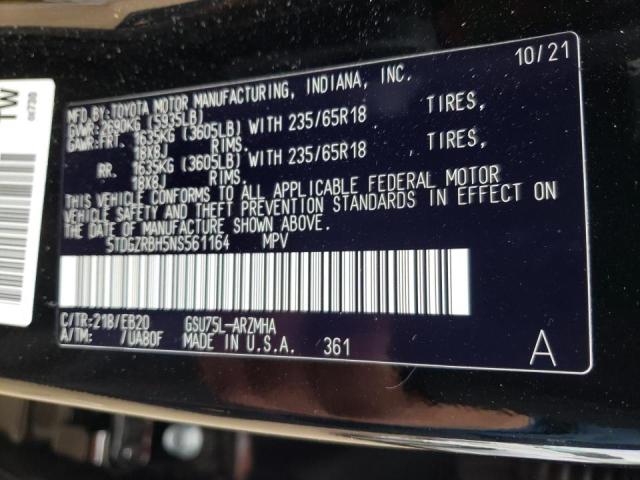 10/21
MFD. BY: TOYOTA MOTOR MANUFACTURING, INDIANA, INC.
GVWR: 2690KG (5935LB)
GAWR: FRT. 1635KG (3605LB) WITH 235/65R18 TIRES,
18X8J RIMS.
RR. 1635KG (3605LB) WITH 235/65R18 TIRES,
18X8J RIMS.
THIS VEHICLE CONFORMS TO ALL APPLICABLE FEDERAL MOTOR
VEHICLE SAFETY AND THEFT PREVENTION STANDARDS IN EFFECT ON
THE DATE OF MANUFACTURE SHOWN ABOVE.
5TDGZRBH5NS561164 MPV
C/TR: 218/EB20 GSU75L-ARZMHA
A/TM: /UA80F MADE IN U.S.A. 361
A
TW